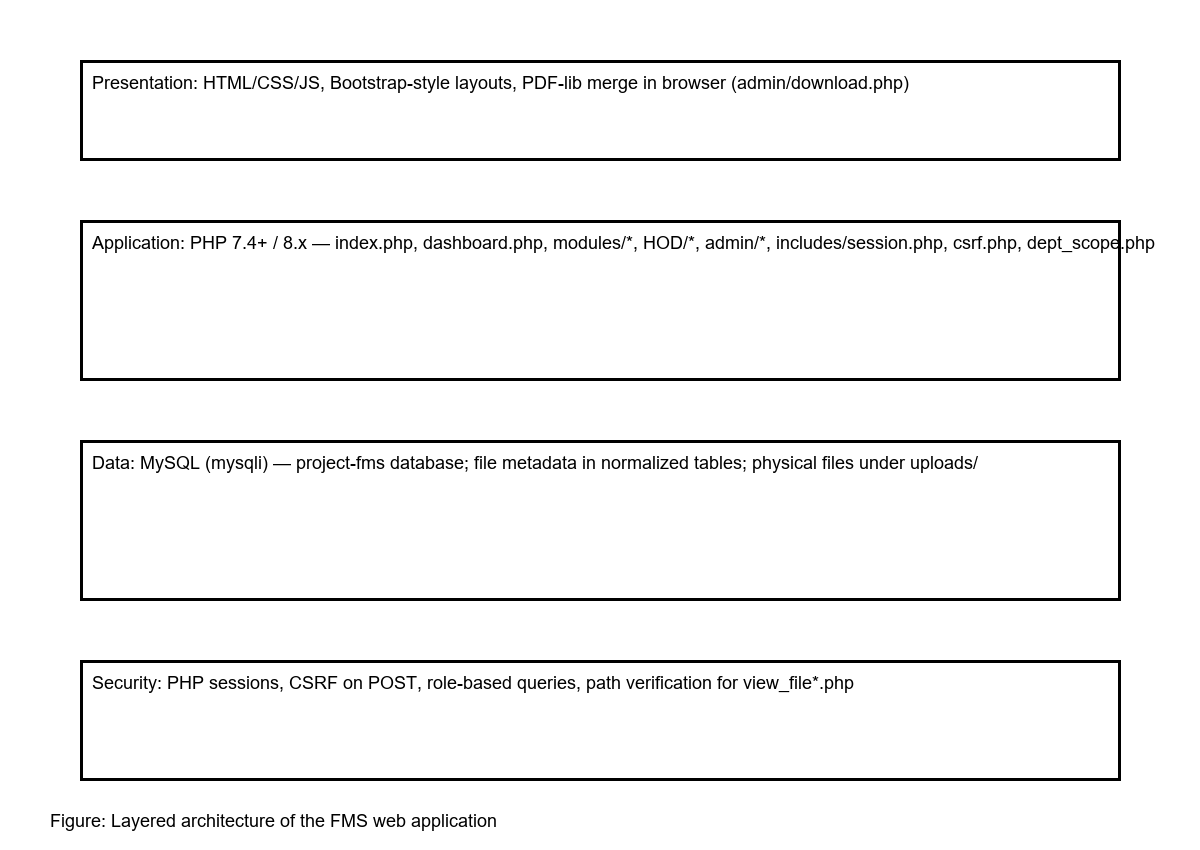 Presentation: HTML/CSS/JS, Bootstrap-style layouts, PDF-lib merge in browser (admin/download.php)
Application: PHP 7.4+ / 8.x — index.php, dashboard.php, modules/*, HOD/*, admin/*, includes/session.php, csrf.php, dept_scope.php
Data: MySQL (mysqli) — project-fms database; file metadata in normalized tables; physical files under uploads/
Security: PHP sessions, CSRF on POST, role-based queries, path verification for view_file*.php
Figure: Layered architecture of the FMS web application